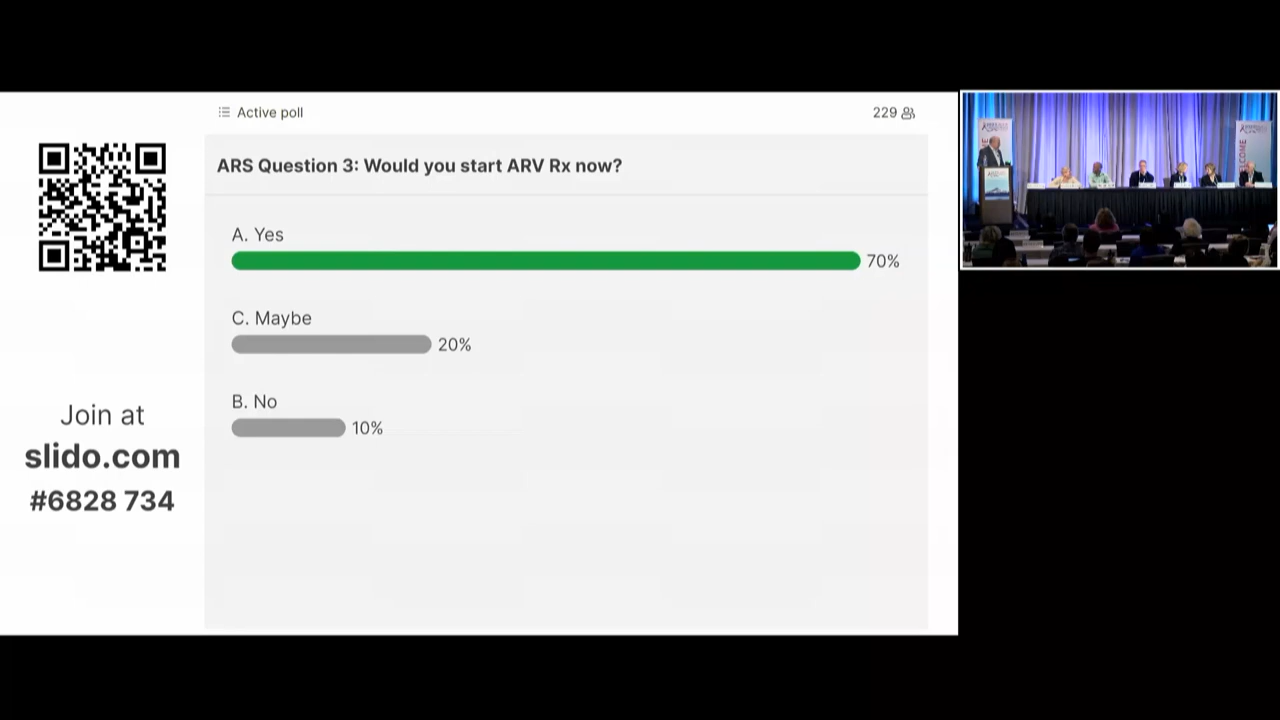 Active poll
229
ARS Question 3: Would you start ARV Rx now?
A. Yes
70%
C. Maybe
20%
B. No
10%
Join at
slido.com
#6828 734